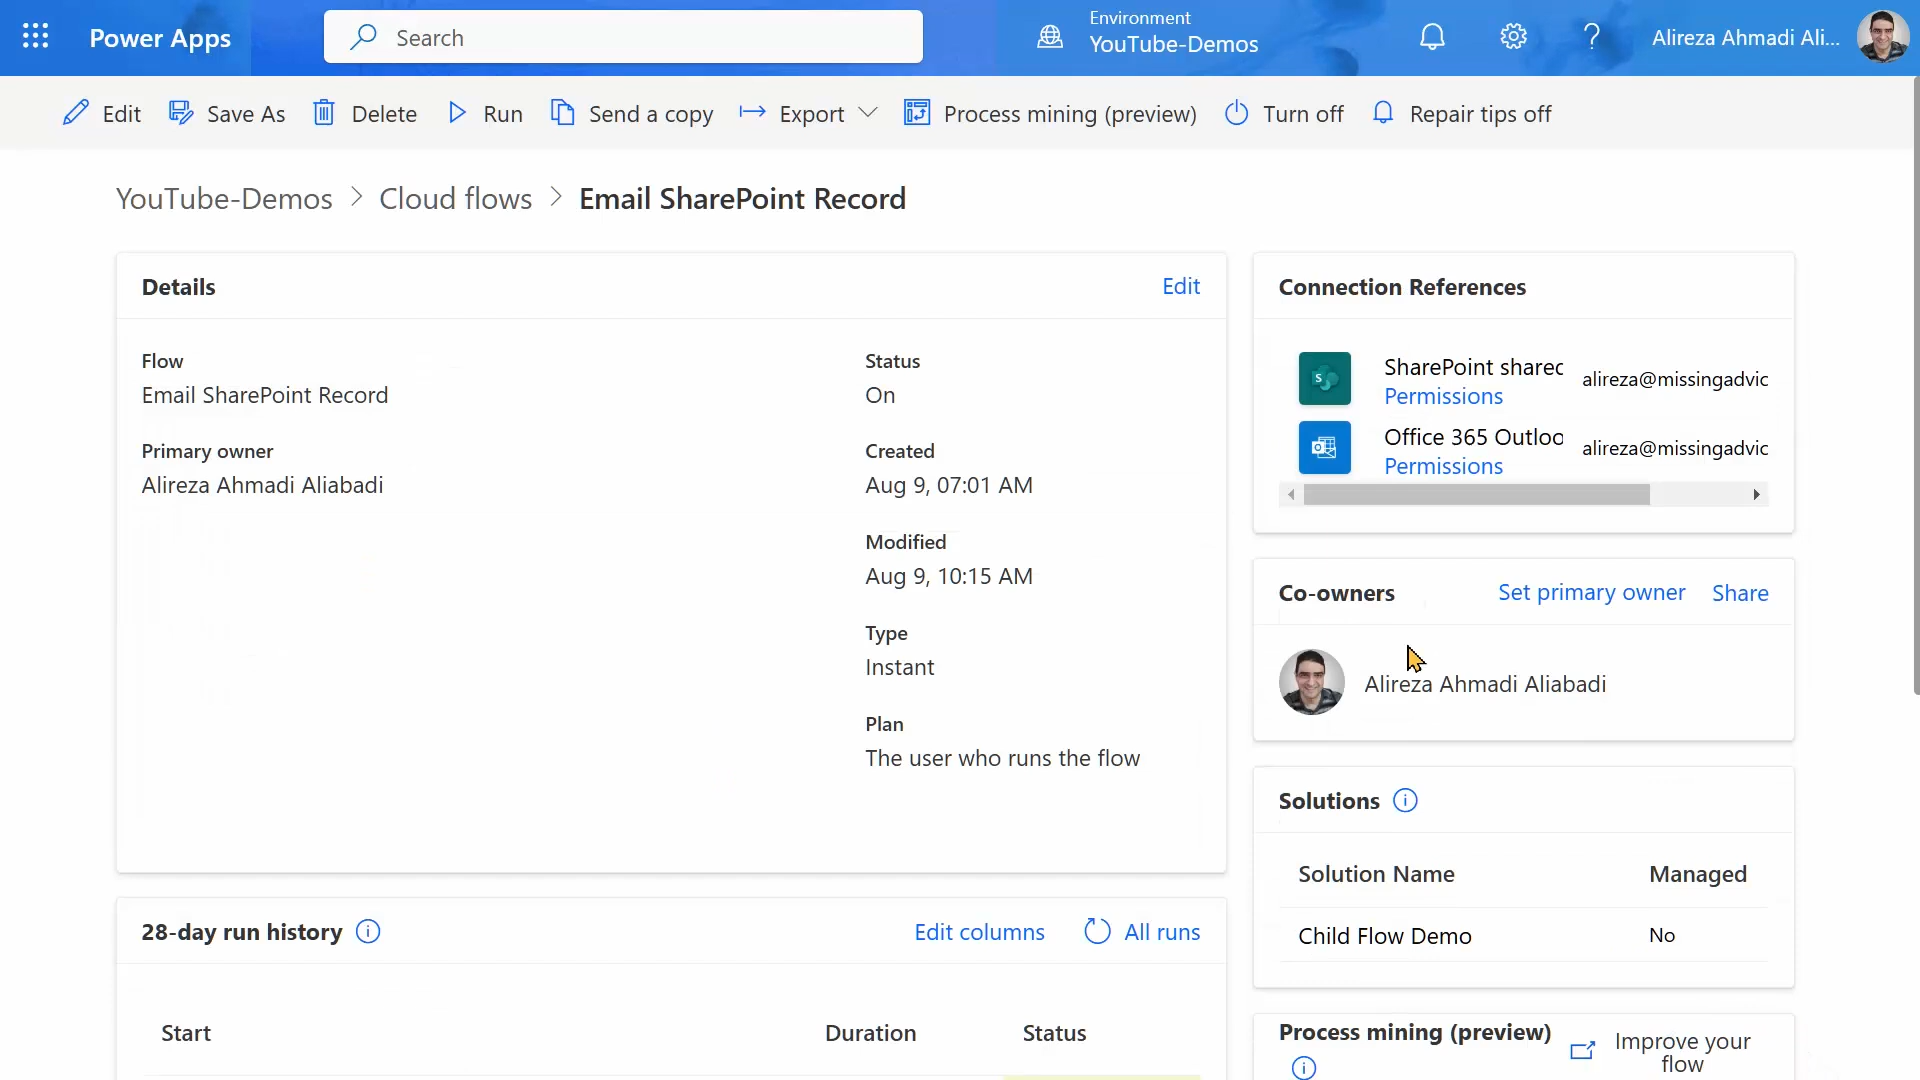 Power Apps
Search
Environment
YouTube-Demos
Alireza Ahmadi Ali...
Edit
Save As
Delete
Run
Send a copy
Export
Process mining (preview)
Turn off
Repair tips off
YouTube-Demos > Cloud flows > Email SharePoint Record
Details
Edit
Flow
Email SharePoint Record
Primary owner
Alireza Ahmadi Aliabadi
Status
On
Created
Aug 9, 07:01 AM
Modified
Aug 9, 10:15 AM
Type
Instant
Plan
The user who runs the flow
Connection References
SharePoint sharec
Permissions
alireza@missingadvic
Office 365 Outloo
Permissions
alireza@missingadvic
Co-owners
Set primary owner
Share
Alireza Ahmadi Aliabadi
Solutions
Solution Name
Managed
Child Flow Demo
No
28-day run history
Edit columns
All runs
Start
Duration
Status
Process mining (preview)
Improve your
flow